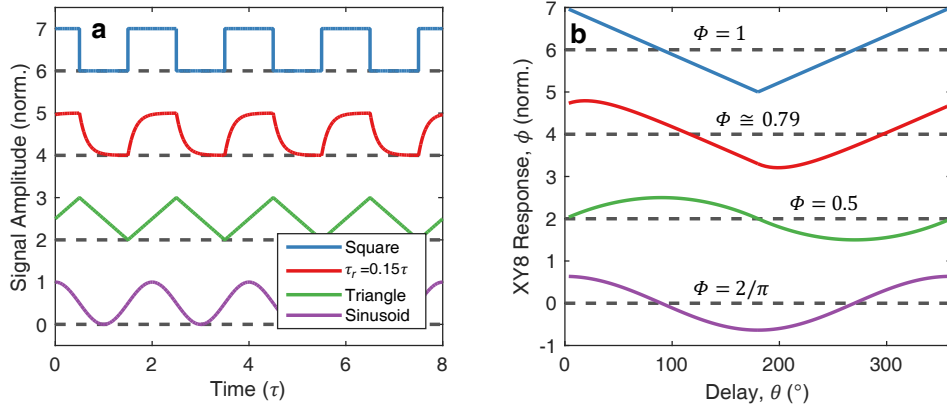 a
Signal Amplitude (norm.)
7
6
5
4
3
2
1
0
0
2
4
6
8
Time (τ)
Square
τr =0.15τ
Triangle
Sinusoid
b
XY8 Response, ϕ (norm.)
7
6
5
4
3
2
1
0
-1
0
100
200
300
Delay, θ (°)
Φ = 1
Φ ≅ 0.79
Φ = 0.5
Φ = 2/π